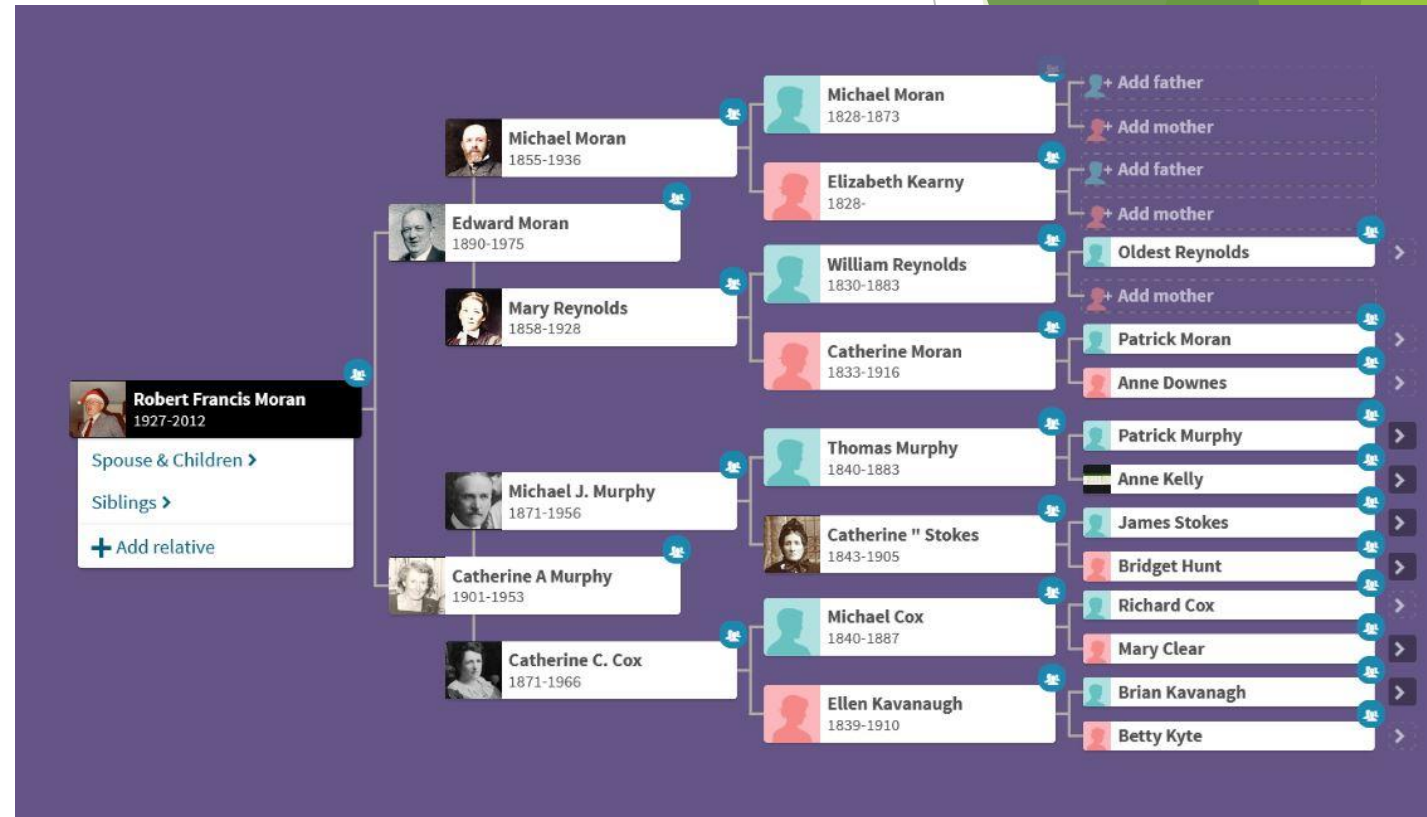 Robert Francis Moran
1927-2012
Spouse & Children >
Siblings >
+ Add relative
Michael Moran
1855-1936
Edward Moran
1890-1975
Mary Reynolds
1858-1928
Michael J. Murphy
1871-1956
Catherine A Murphy
1901-1953
Catherine C. Cox
1871-1966
Michael Moran
1828-1873
Elizabeth Kearny
1828-
William Reynolds
1830-1883
Catherine Moran
1833-1916
Thomas Murphy
1840-1883
Catherine " Stokes
1843-1905
Michael Cox
1840-1887
Ellen Kavanaugh
1839-1910
+ Add father
+ Add mother
+ Add father
+ Add mother
Oldest Reynolds
+ Add mother
Patrick Moran
Anne Downes
Patrick Murphy
Anne Kelly
James Stokes
Bridget Hunt
Richard Cox
Mary Clear
Brian Kavanagh
Betty Kyte